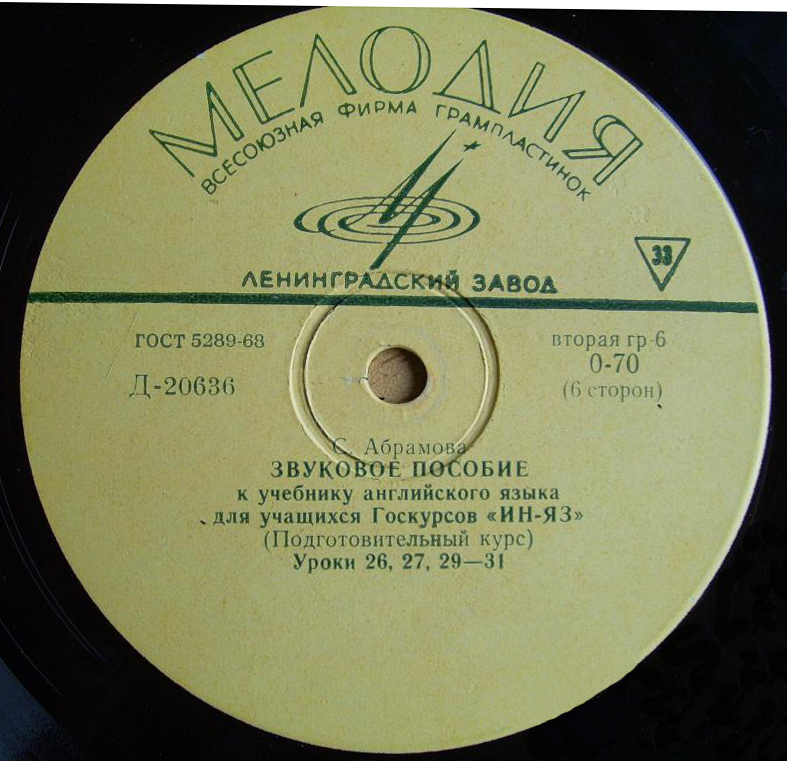 МЕЛОДИЯ
ВСЕСОЮЗНАЯ ФИРМА ГРАМПЛАСТИНОК
ЛЕНИНГРАДСКИЙ ЗАВОД
33
ГОСТ 5289-68
Д-20636
вторая гр-6
0-70
(6 сторон)
С. Абрамова
ЗВУКОВОЕ ПОСОБИЕ
к учебнику английского языка
для учащихся Госкурсов «ИН-ЯЗ»
(Подготовительный курс)
Уроки 26, 27, 29—31